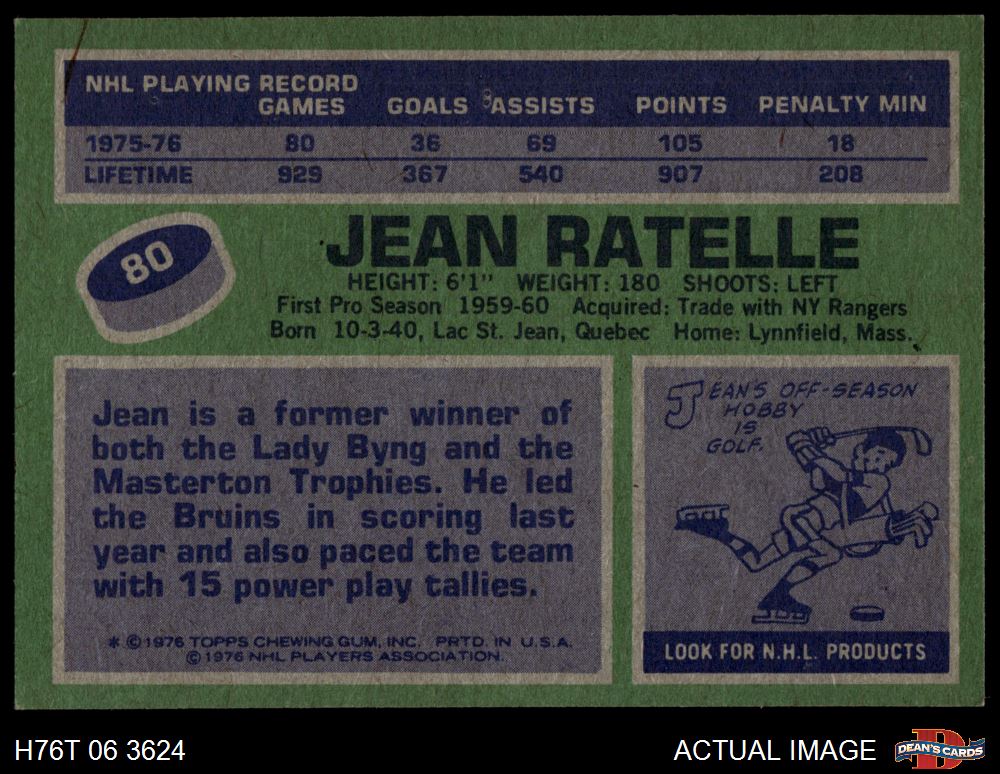 NHL PLAYING RECORD
GAMES GOALS ASSISTS POINTS PENALTY MIN
1975-76 80 36 69 105 18
LIFETIME 929 367 540 907 208
80
JEAN RATELLE
HEIGHT: 6'1" WEIGHT: 180 SHOOTS: LEFT
First Pro Season 1959-60 Acquired: Trade with NY Rangers
Born 10-3-40, Lac St. Jean, Quebec Home: Lynnfield, Mass.
Jean is a former winner of
both the Lady Byng and the
Masterton Trophies. He led
the Bruins in scoring last
year and also paced the team
with 15 power play tallies.
* © 1976 TOPPS CHEWING GUM, INC. PRTD. IN U.S.A.
© 1976 NHL PLAYERS ASSOCIATION.
JEAN'S OFF-SEASON
HOBBY
IS
GOLF.
LOOK FOR N.H.L. PRODUCTS
H76T 06 3624
ACTUAL IMAGE
D
DEAN'S CARDS